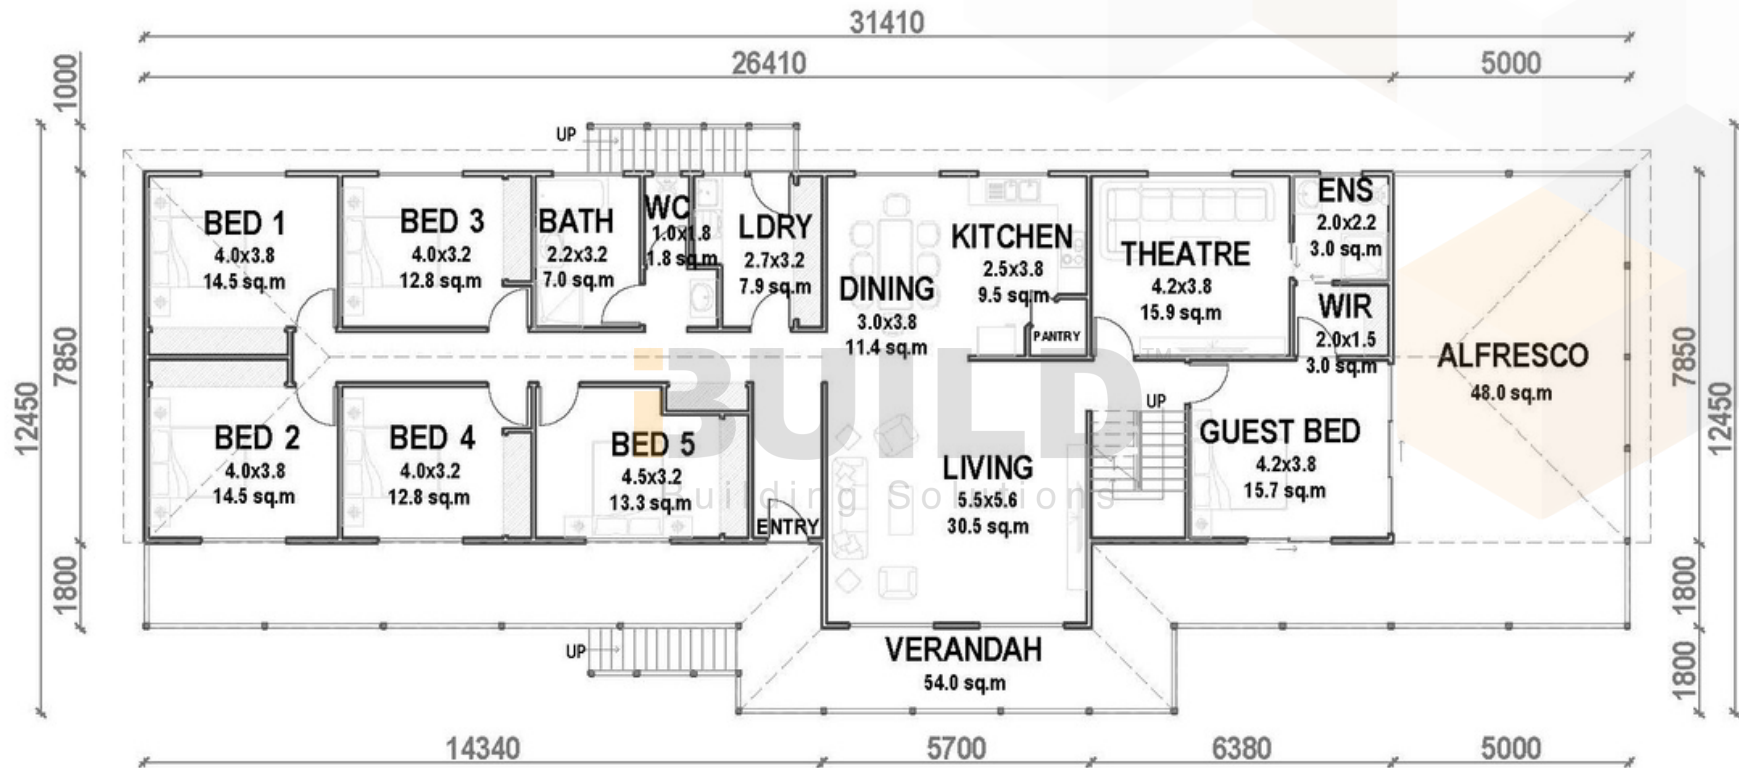 31410
26410
5000
1000
7850
1800
12450
UP
BED 1
4.0x3.8
14.5 sq.m
BED 3
4.0x3.2
12.8 sq.m
BATH
2.2x3.2
7.0 sq.m
WC
1.0x1.8
1.8 sq.m
LDRY
2.7x3.2
7.9 sq.m
DINING
3.0x3.8
11.4 sq.m
KITCHEN
2.5x3.8
9.5 sq.m
PANTRY
THEATRE
4.2x3.8
15.9 sq.m
ENS
2.0x2.2
3.0 sq.m
WIR
2.0x1.5
3.0 sq.m
ALFRESCO
48.0 sq.m
BED 2
4.0x3.8
14.5 sq.m
BED 4
4.0x3.2
12.8 sq.m
BED 5
4.5x3.2
13.3 sq.m
ENTRY
LIVING
5.5x5.6
30.5 sq.m
UP
GUEST BED
4.2x3.8
15.7 sq.m
iBUILD™
Building Solutions
UP
VERANDAH
54.0 sq.m
7850
1800
1800
12450
14340
5700
6380
5000